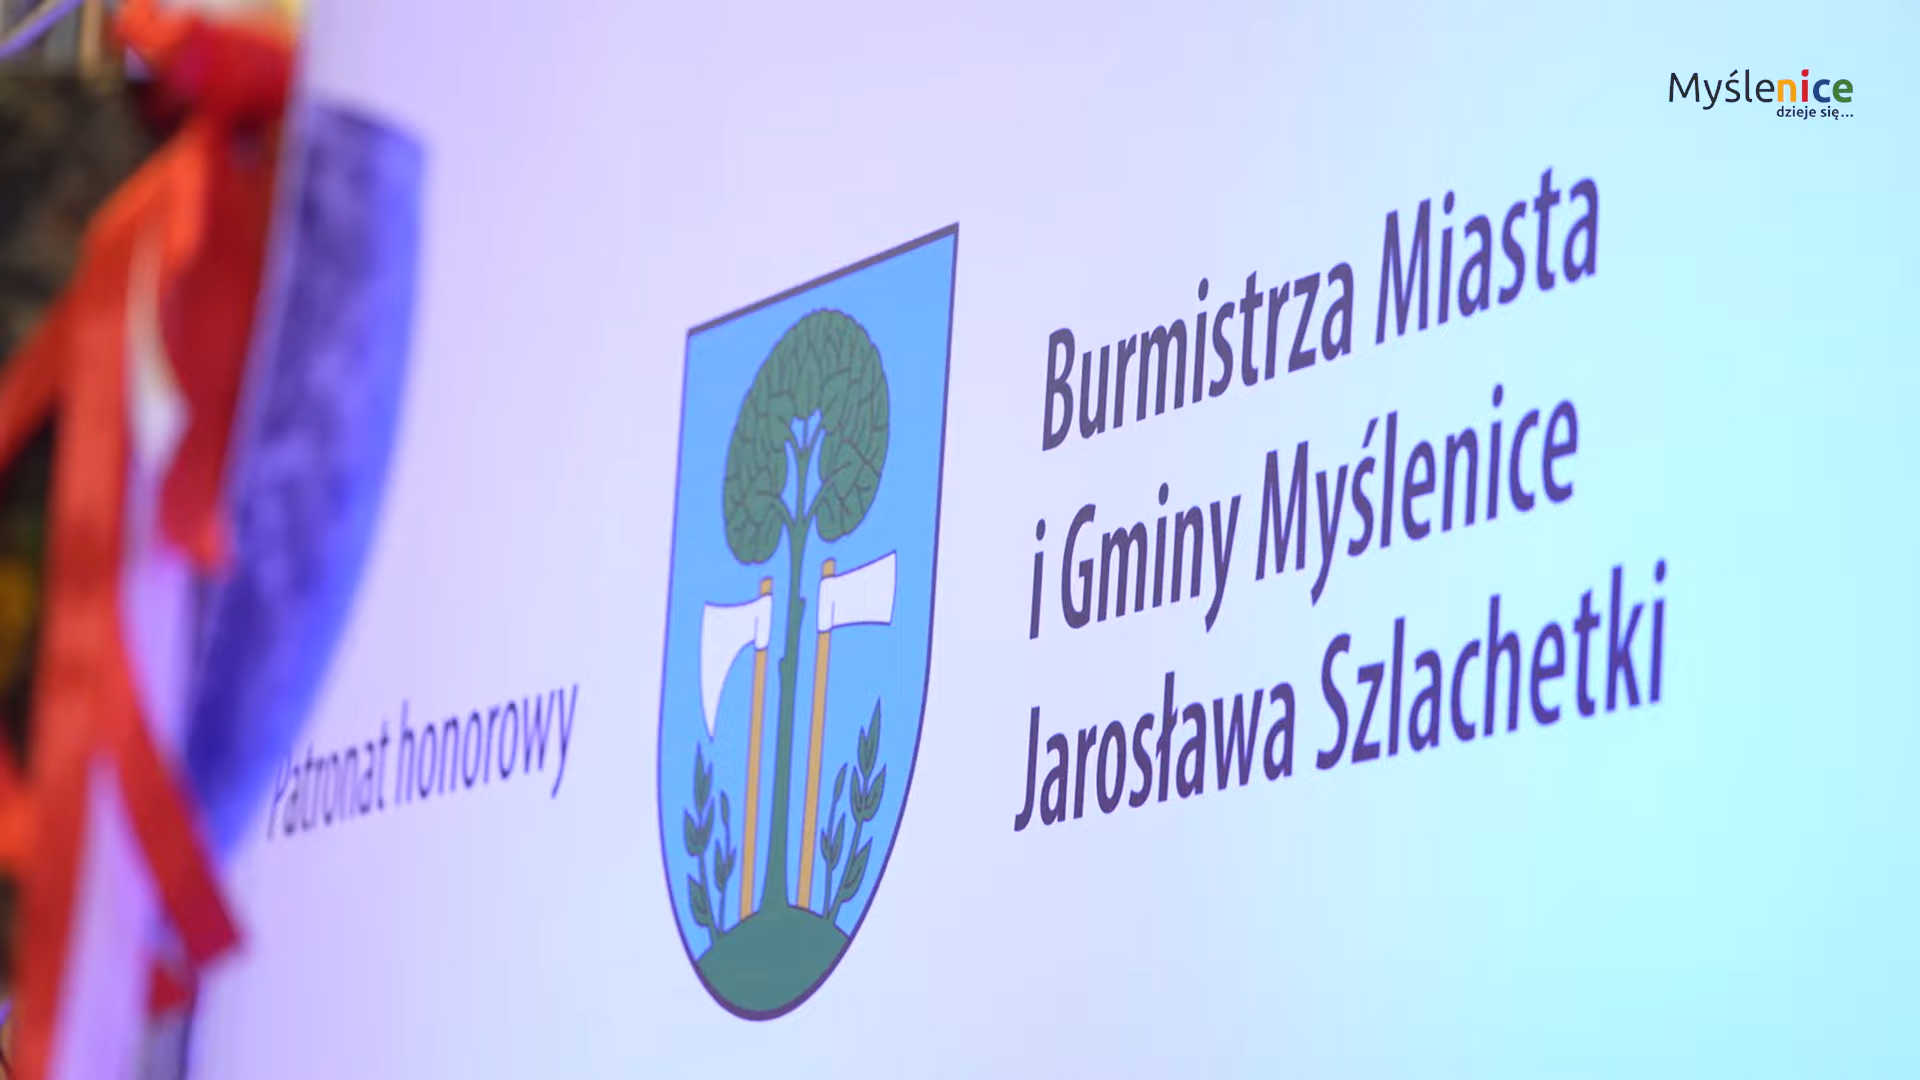 Myślenice
dzieje się...
Patronat honorowy
Burmistrza Miasta
i Gminy Myślenice
Jarosława Szlachetki